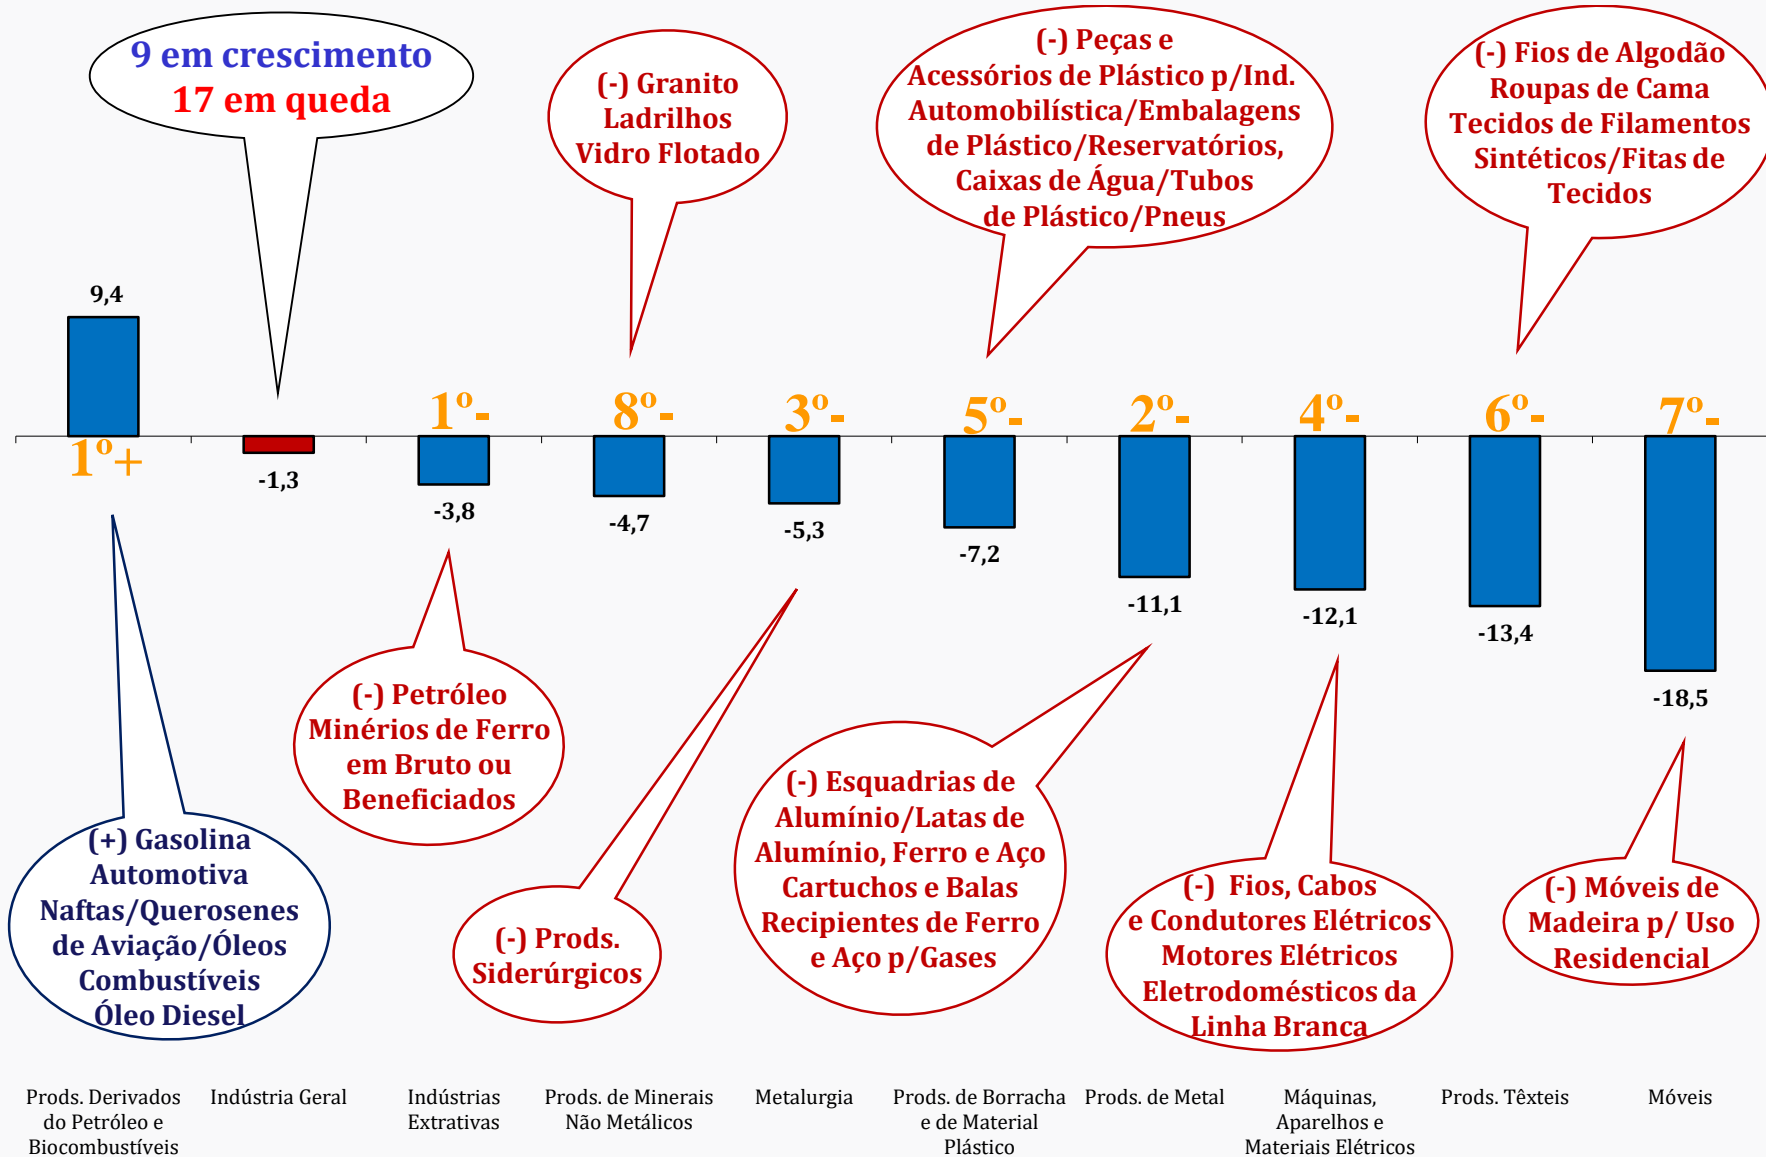 9 em crescimento
17 em queda
(-) Granito
Ladrilhos
Vidro Flotado
(-) Peças e
Acessórios de Plástico p/Ind.
Automobilística/Embalagens
de Plástico/Reservatórios,
Caixas de Água/Tubos
de Plástico/Pneus
(-) Fios de Algodão
Roupas de Cama
Tecidos de Filamentos
Sintéticos/Fitas de
Tecidos
9,4
1º+
-1,3
1º-
-3,8
8º-
-4,7
3º-
-5,3
5º-
-7,2
2º-
-11,1
4º-
-12,1
6º-
-13,4
7º-
-18,5
(+) Gasolina
Automotiva
Naftas/Querosenes
de Aviação/Óleos
Combustíveis
Óleo Diesel
(-) Petróleo
Minérios de Ferro
em Bruto ou
Beneficiados
(-) Prods.
Siderúrgicos
(-) Esquadrias de
Alumínio/Latas de
Alumínio, Ferro e Aço
Cartuchos e Balas
Recipientes de Ferro
e Aço p/Gases
(-) Fios, Cabos
e Condutores Elétricos
Motores Elétricos
Eletrodomésticos da
Linha Branca
(-) Móveis de
Madeira p/ Uso
Residencial
Prods. Derivados
do Petróleo e
Biocombustíveis
Indústria Geral
Indústrias
Extrativas
Prods. de Minerais
Não Metálicos
Metalurgia
Prods. de Borracha
e de Material
Plástico
Prods. de Metal
Máquinas,
Aparelhos e
Materiais Elétricos
Prods. Têxteis
Móveis